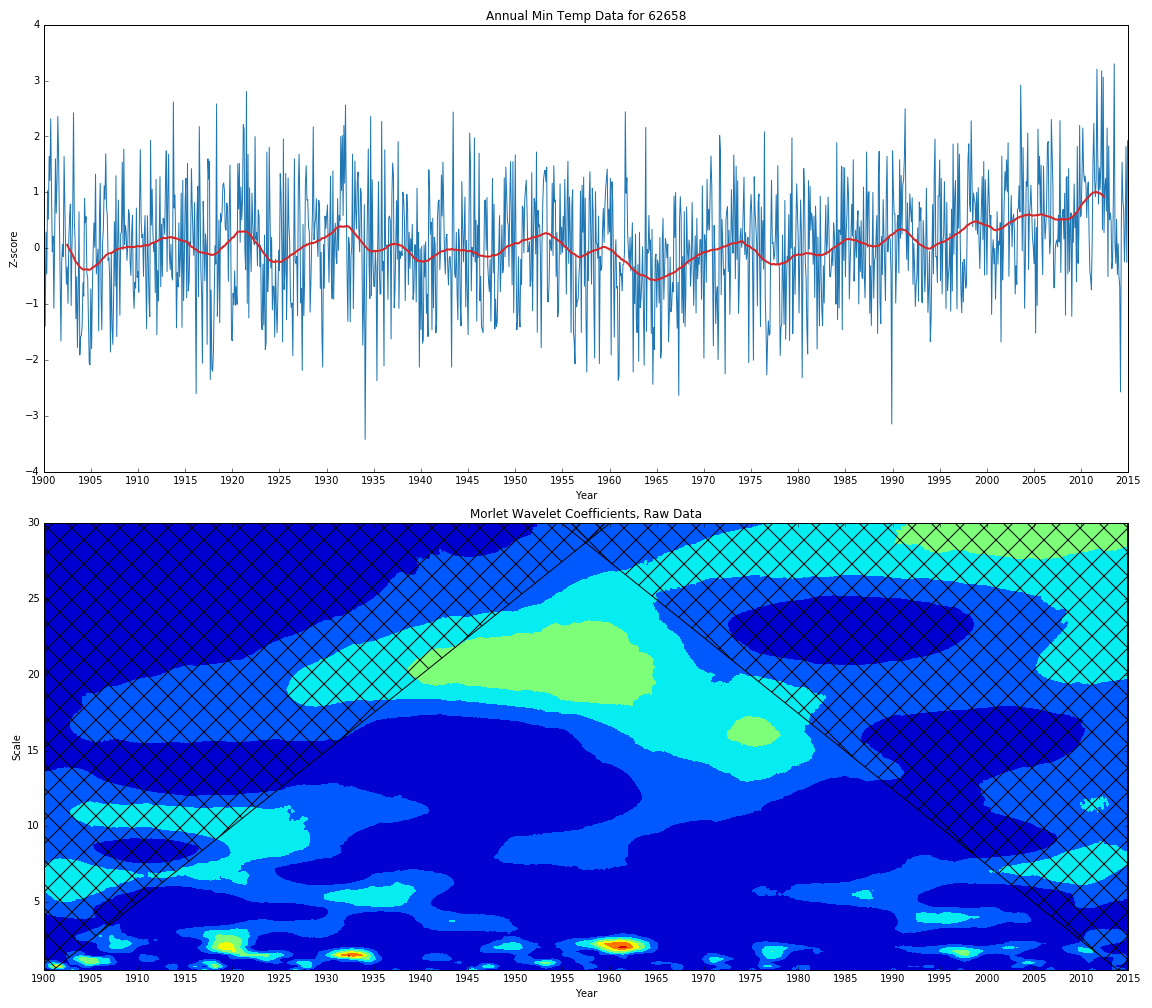 Annual Min Temp Data for 62658
4
3
2
1
0
−1
−2
−3
−4
Z-score
1900 1905 1910 1915 1920 1925 1930 1935 1940 1945 1950 1955 1960 1965 1970 1975 1980 1985 1990 1995 2000 2005 2010 2015
Year
Morlet Wavelet Coefficients, Raw Data
30
25
20
15
10
5
Scale
1900 1905 1910 1915 1920 1925 1930 1935 1940 1945 1950 1955 1960 1965 1970 1975 1980 1985 1990 1995 2000 2005 2010 2015
Year